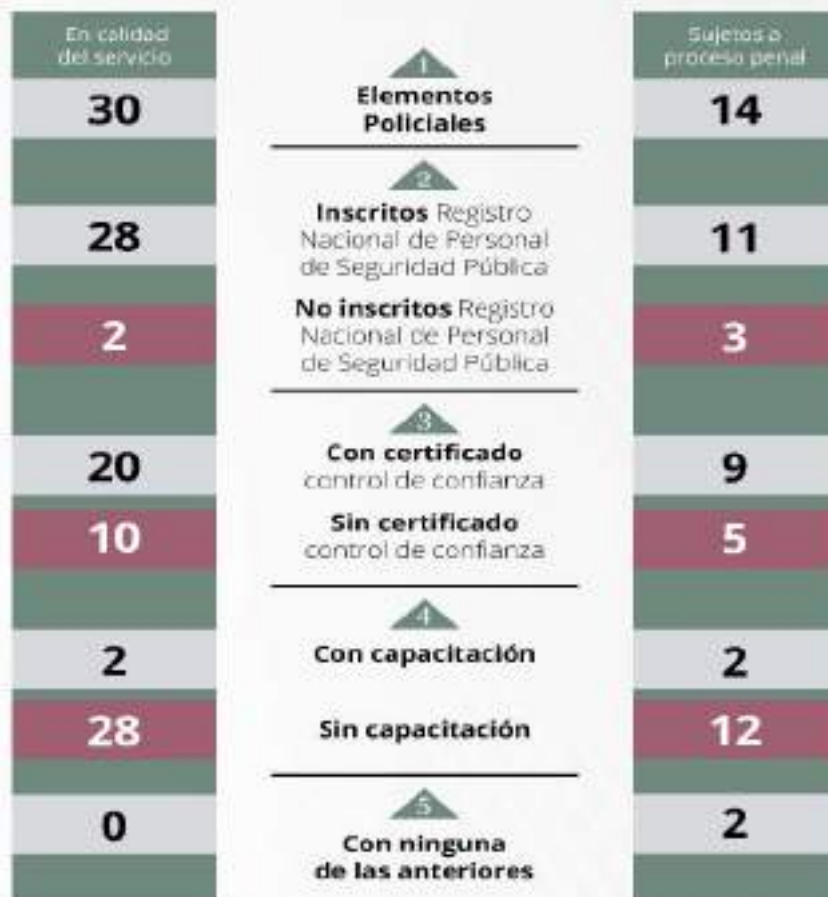 En calidad
del servicio
Sujetos a
proceso penal
1
30
Elementos
Policiales
14
2
28
Inscritos Registro
Nacional de Personal
de Seguridad Pública
11
2
No inscritos Registro
Nacional de Personal
de Seguridad Pública
3
3
20
Con certificado
control de confianza
9
10
Sin certificado
control de confianza
5
4
2
Con capacitación
2
28
Sin capacitación
12
5
0
Con ninguna
de las anteriores
2